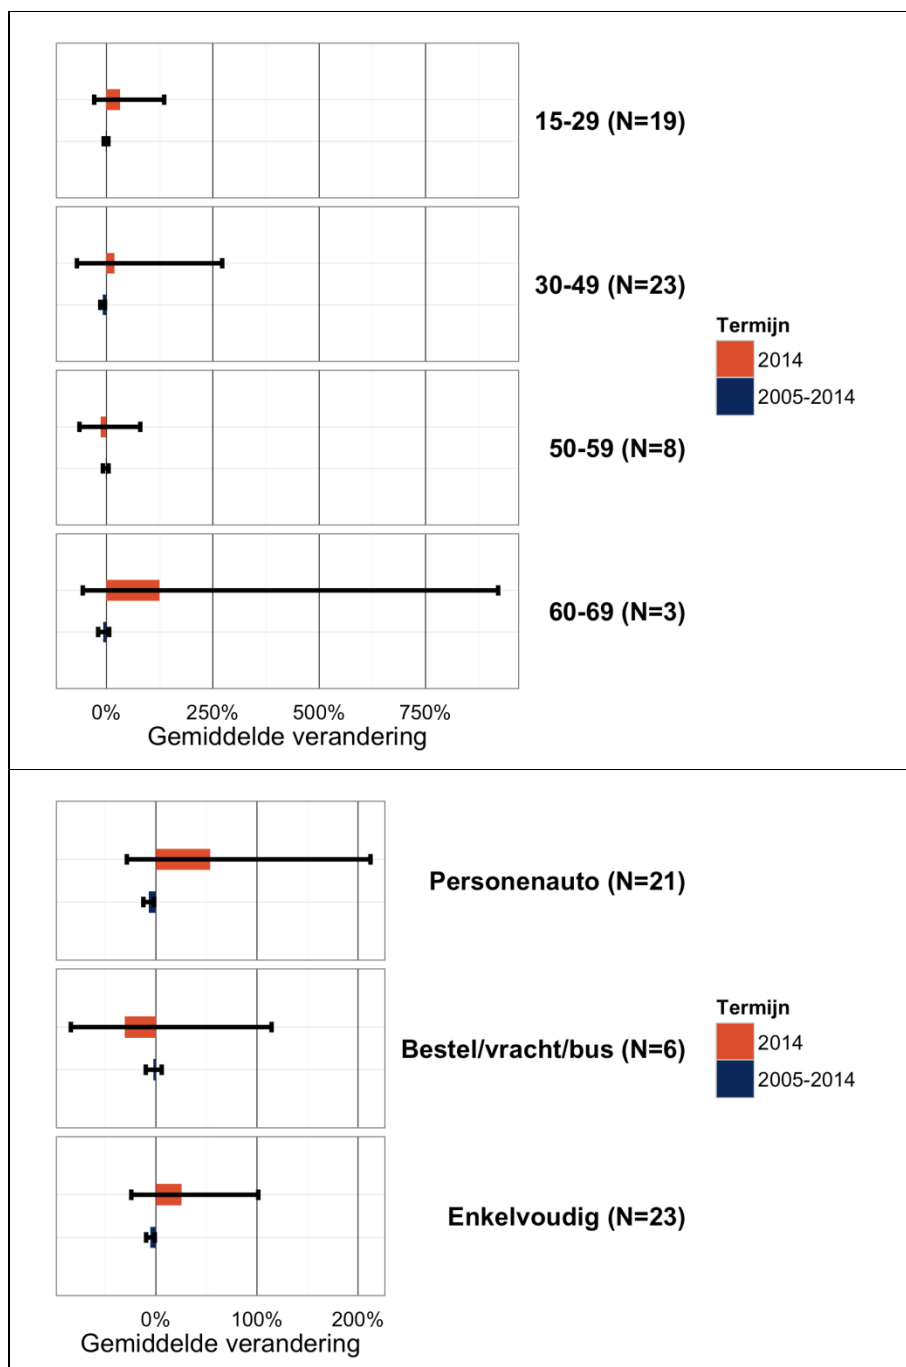 15-29 (N=19)
30-49 (N=23)
50-59 (N=8)
60-69 (N=3)
0% 250% 500% 750%
Gemiddelde verandering
Termijn
2014
2005-2014
Personenauto (N=21)
Bestel/vracht/bus (N=6)
Enkelvoudig (N=23)
0% 100% 200%
Gemiddelde verandering
Termijn
2014
2005-2014